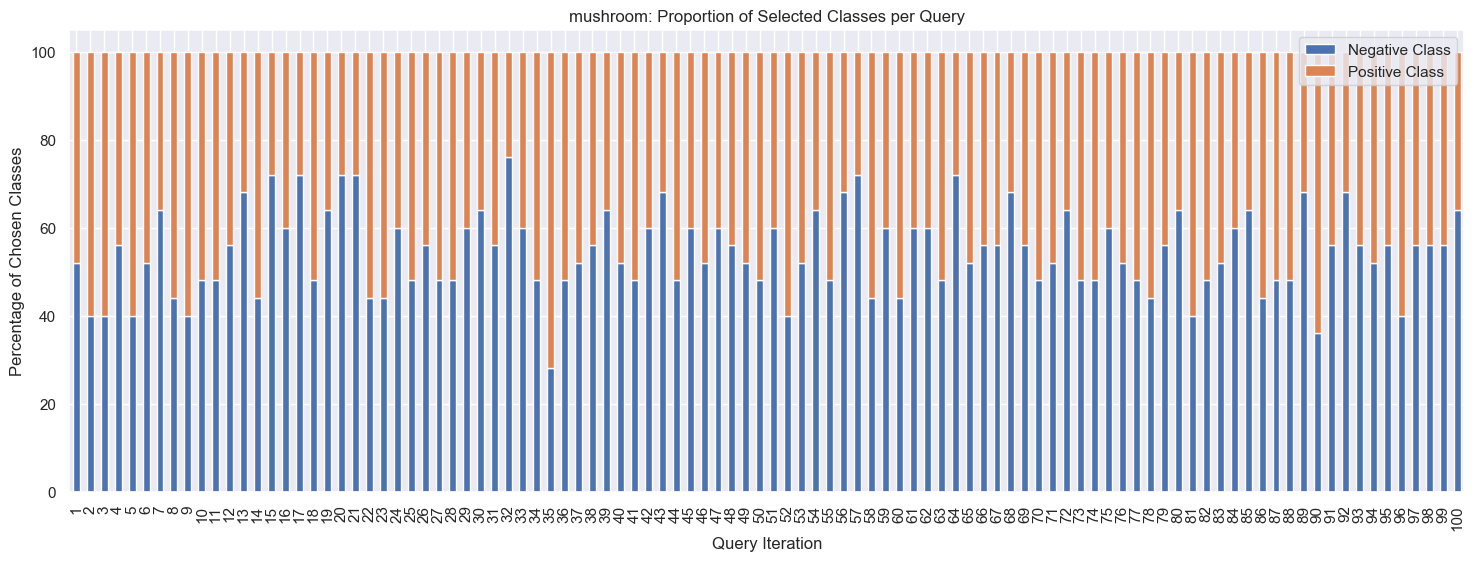 mushroom: Proportion of Selected Classes per Query
Negative Class
Positive Class
Percentage of Chosen Classes
100
80
60
40
20
0
1 2 3 4 5 6 7 8 9 10 11 12 13 14 15 16 17 18 19 20 21 22 23 24 25 26 27 28 29 30 31 32 33 34 35 36 37 38 39 40 41 42 43 44 45 46 47 48 49 50 51 52 53 54 55 56 57 58 59 60 61 62 63 64 65 66 67 68 69 70 71 72 73 74 75 76 77 78 79 80 81 82 83 84 85 86 87 88 89 90 91 92 93 94 95 96 97 98 99 100
Query Iteration